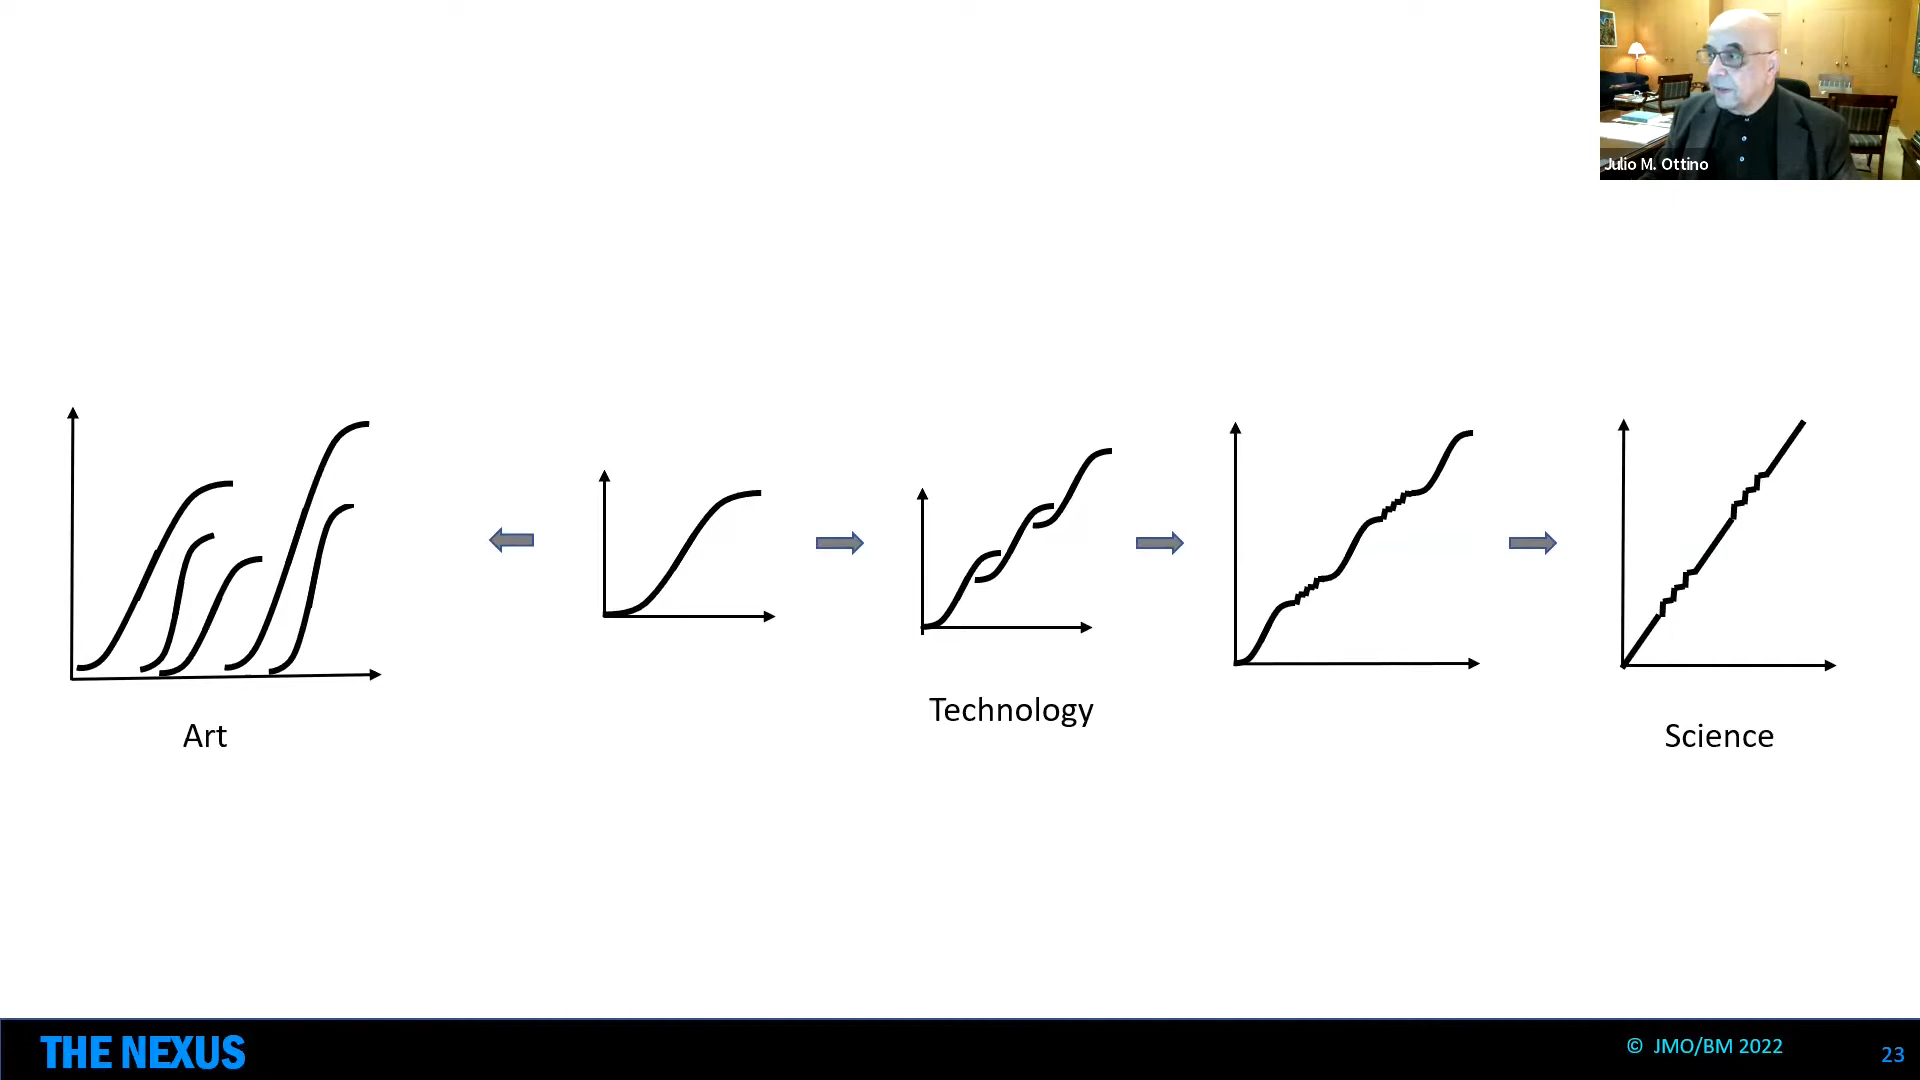 Julio M. Ottino
Technology
Art
Science
THE NEXUS
© JMO/BM 2022
23